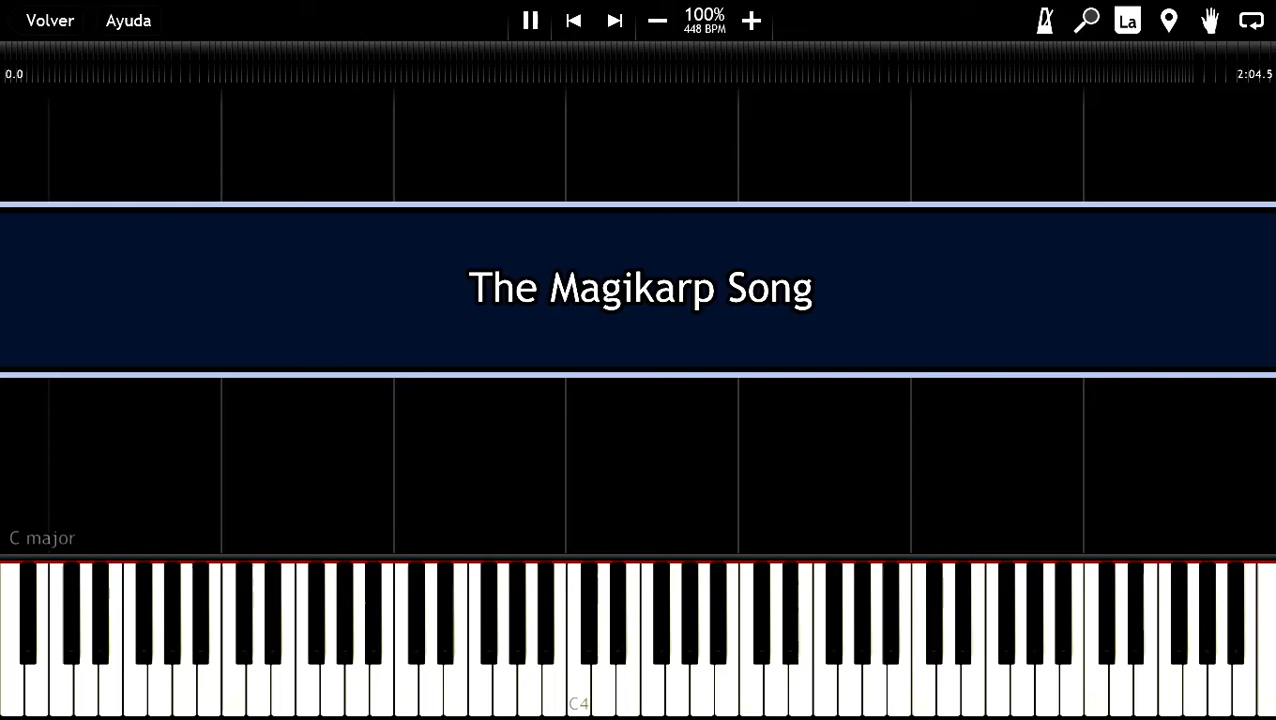 Volver Ayuda 100% La
448 BPM
0.0 2:04.5
The Magikarp Song
C major
C4